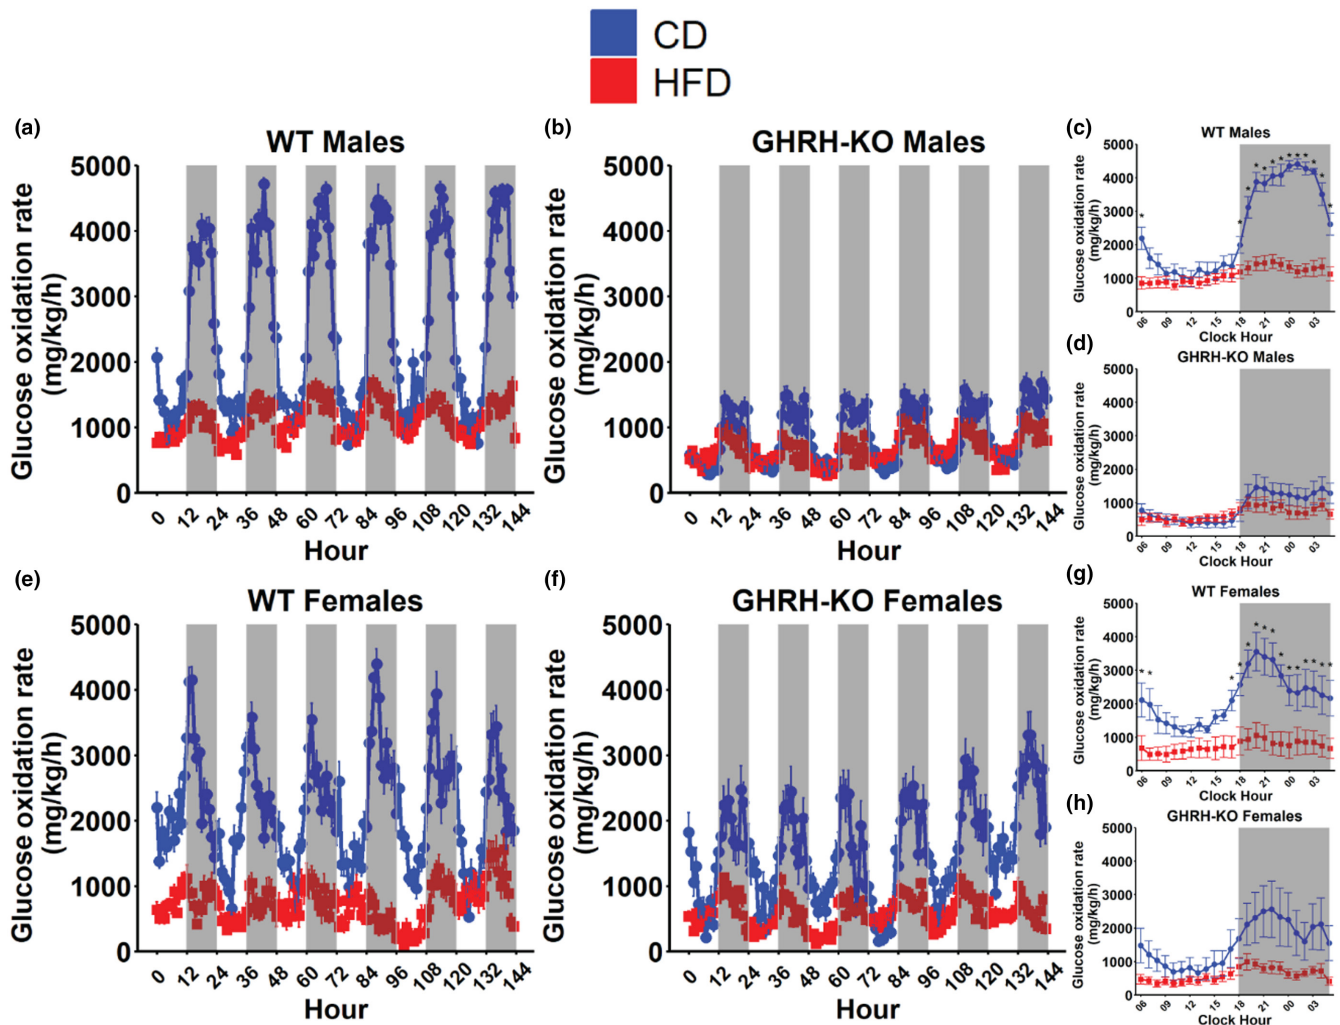 CD
HFD
(a)
WT Males
Glucose oxidation rate
(mg/kg/h)
5000
4000
3000
2000
1000
0
0 12 24 36 48 60 72 84 96 108 120 132 144
Hour
(b)
GHRH-KO Males
Glucose oxidation rate
(mg/kg/h)
5000
4000
3000
2000
1000
0
0 12 24 36 48 60 72 84 96 108 120 132 144
Hour
(c)
WT Males
Glucose oxidation rate
(mg/kg/h)
5000
4000
3000
2000
1000
0
* * * * * * * * * * * * *
06 09 12 15 18 21 00 03
Clock Hour
(d)
GHRH-KO Males
Glucose oxidation rate
(mg/kg/h)
5000
4000
3000
2000
1000
0
06 09 12 15 18 21 00 03
Clock Hour
(e)
WT Females
Glucose oxidation rate
(mg/kg/h)
5000
4000
3000
2000
1000
0
0 12 24 36 48 60 72 84 96 108 120 132 144
Hour
(f)
GHRH-KO Females
Glucose oxidation rate
(mg/kg/h)
5000
4000
3000
2000
1000
0
0 12 24 36 48 60 72 84 96 108 120 132 144
Hour
(g)
WT Females
Glucose oxidation rate
(mg/kg/h)
5000
4000
3000
2000
1000
0
* * * * * * * * * * * * * * *
06 09 12 15 18 21 00 03
Clock Hour
(h)
GHRH-KO Females
Glucose oxidation rate
(mg/kg/h)
5000
4000
3000
2000
1000
0
06 09 12 15 18 21 00 03
Clock Hour